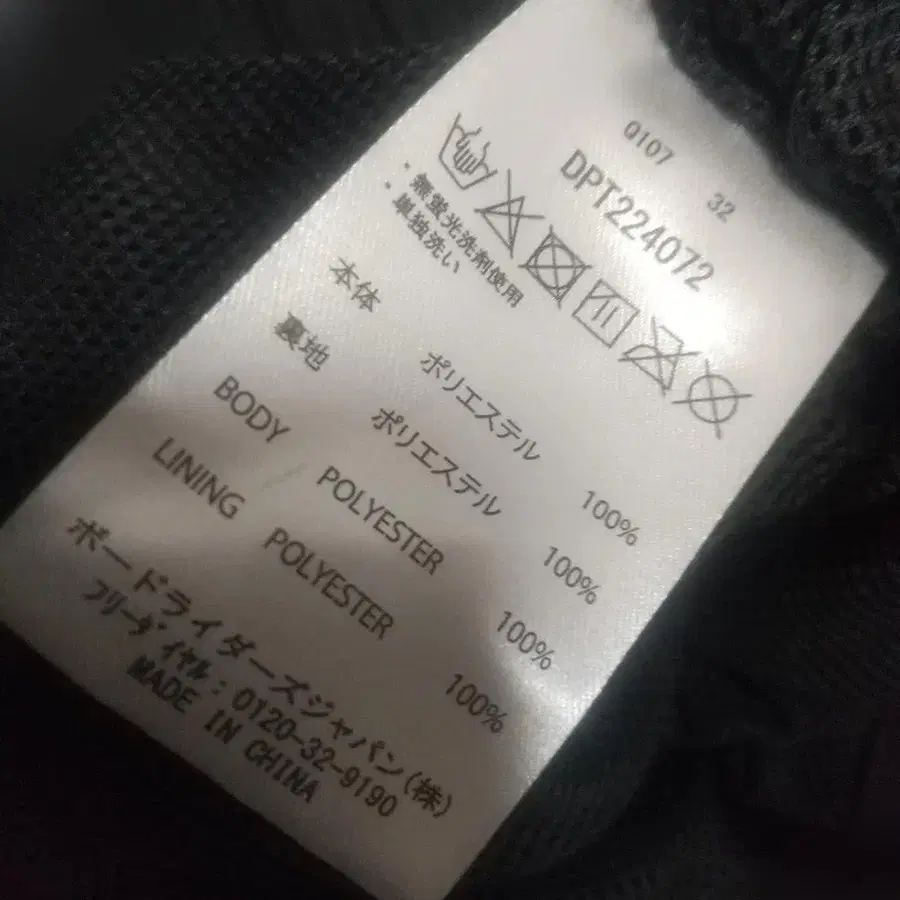 Q107 32
DPT224072
・無蛍光洗剤使用
・単独洗い
本体 ポリエステル 100%
裏地 ポリエステル 100%
BODY POLYESTER 100%
LINING POLYESTER 100%
ボードライダーズジャパン(株)
フリーダイヤル:0120-32-9190
MADE IN CHINA